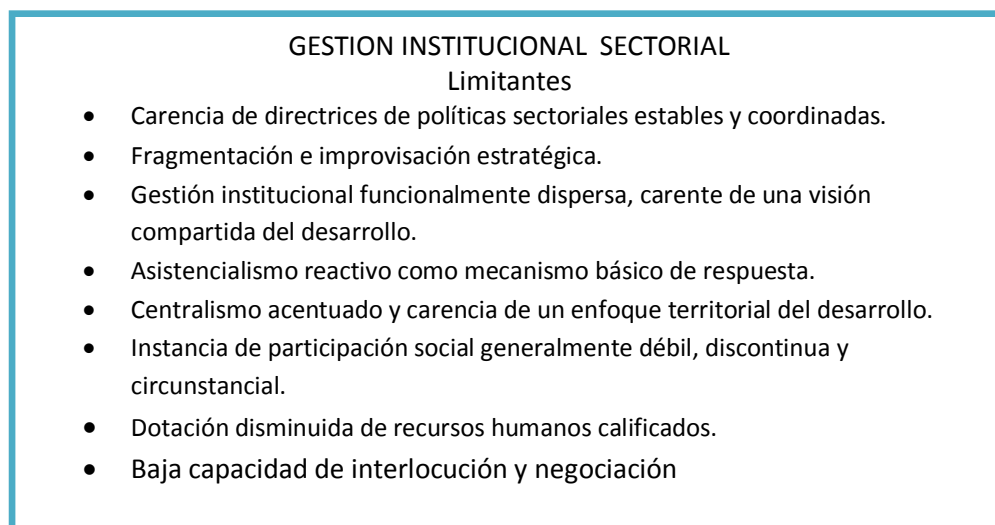 GESTION INSTITUCIONAL SECTORIAL
Limitantes
• Carencia de directrices de políticas sectoriales estables y coordinadas.
• Fragmentación e improvisación estratégica.
• Gestión institucional funcionalmente dispersa, carente de una visión
compartida del desarrollo.
• Asistencialismo reactivo como mecanismo básico de respuesta.
• Centralismo acentuado y carencia de un enfoque territorial del desarrollo.
• Instancia de participación social generalmente débil, discontinua y
circunstancial.
• Dotación disminuida de recursos humanos calificados.
• Baja capacidad de interlocución y negociación